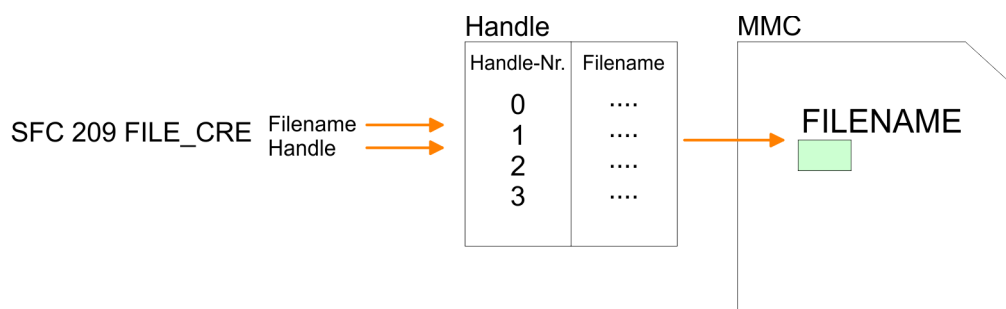 Handle
MMC
Handle-Nr. Filename
0 ....
1 ....
2 ....
3 ....
SFC 209 FILE_CRE
Filename
Handle
FILENAME